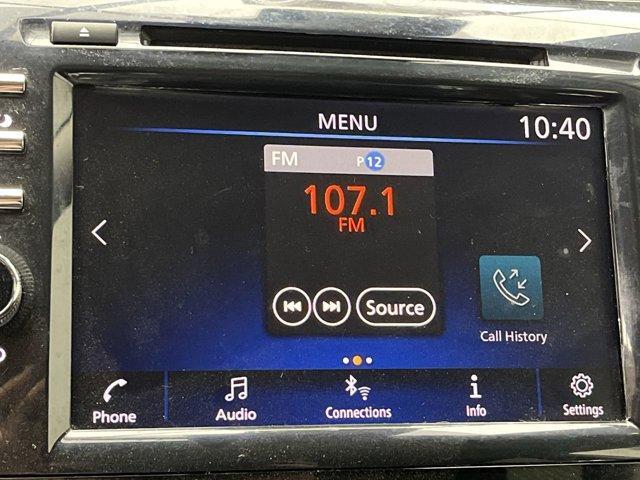 MENU 10:40
FM P12
107.1
FM
Source
Call History
Phone Audio Connections Info Settings